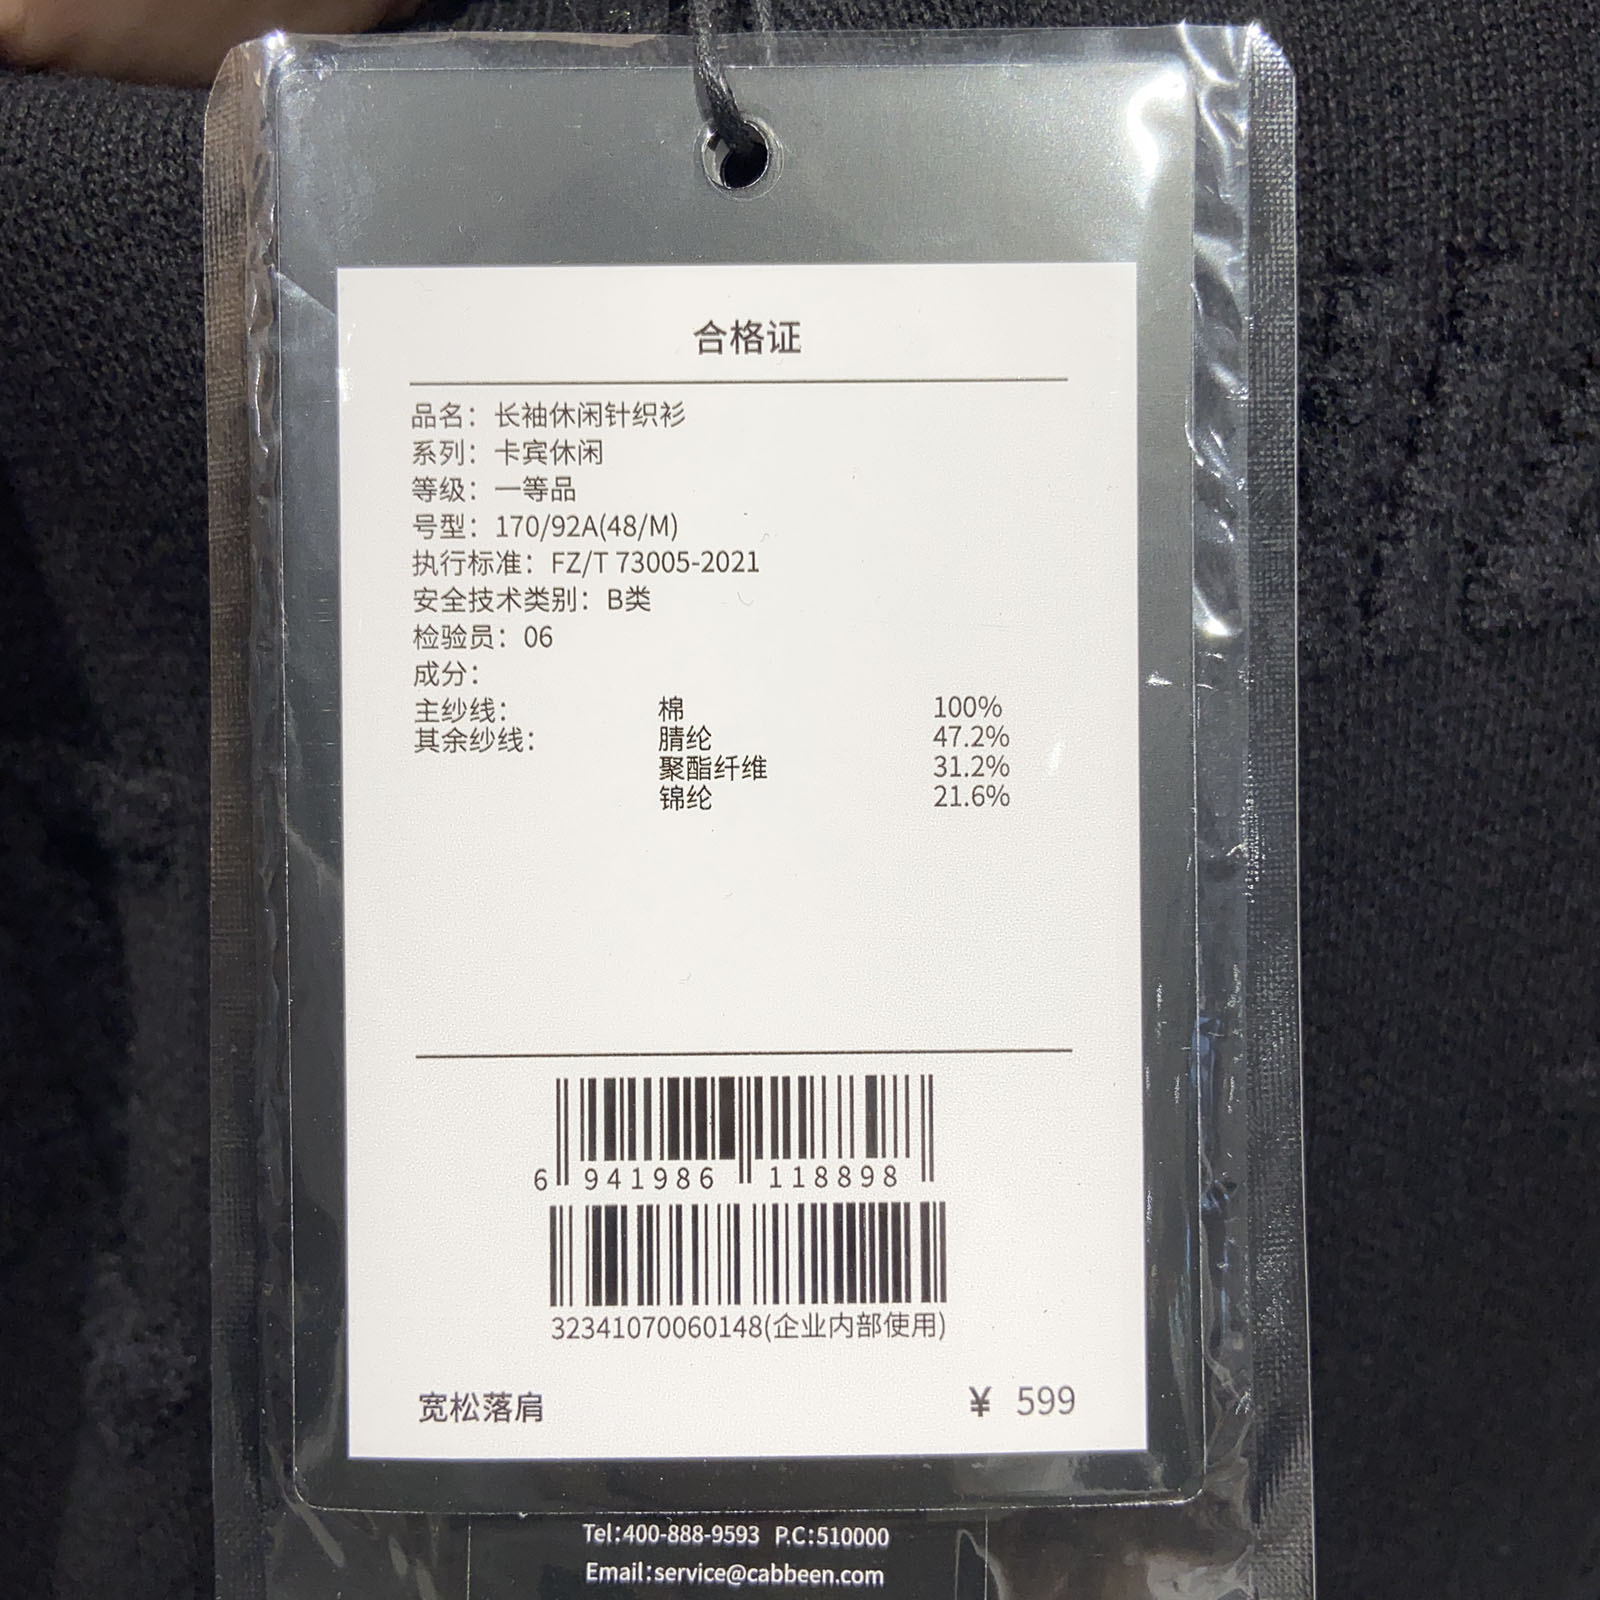 合格证
品名：长袖休闲针织衫
系列：卡宾休闲
等级：一等品
号型：170/92A(48/M)
执行标准：FZ/T 73005-2021
安全技术类别：B类
检验员：06
成分：
主纱线： 棉 100%
其余纱线： 腈纶 47.2%
聚酯纤维 31.2%
锦纶 21.6%
6 941986 118898
32341070060148(企业内部使用)
宽松落肩 ¥ 599
Tel:400-888-9593 P.C:510000
Email:service@cabbeen.com